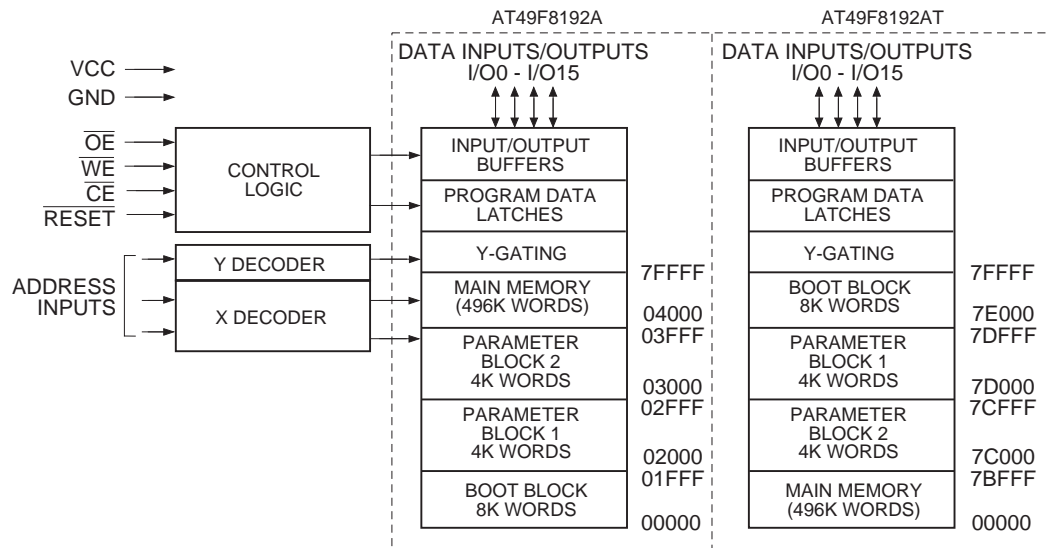 AT49F8192A
AT49F8192AT
DATA INPUTS/OUTPUTS
I/O0 - I/O15
DATA INPUTS/OUTPUTS
I/O0 - I/O15
VCC
GND
OE
WE
CE
RESET
ADDRESS
INPUTS
CONTROL
LOGIC
Y DECODER
X DECODER
INPUT/OUTPUT
BUFFERS
PROGRAM DATA
LATCHES
Y-GATING
7FFFF
MAIN MEMORY
(496K WORDS)
04000
03FFF
PARAMETER
BLOCK 2
4K WORDS
03000
02FFF
PARAMETER
BLOCK 1
4K WORDS
02000
01FFF
BOOT BLOCK
8K WORDS
00000
INPUT/OUTPUT
BUFFERS
PROGRAM DATA
LATCHES
Y-GATING
7FFFF
BOOT BLOCK
8K WORDS
7E000
7DFFF
PARAMETER
BLOCK 1
4K WORDS
7D000
7CFFF
PARAMETER
BLOCK 2
4K WORDS
7C000
7BFFF
MAIN MEMORY
(496K WORDS)
00000